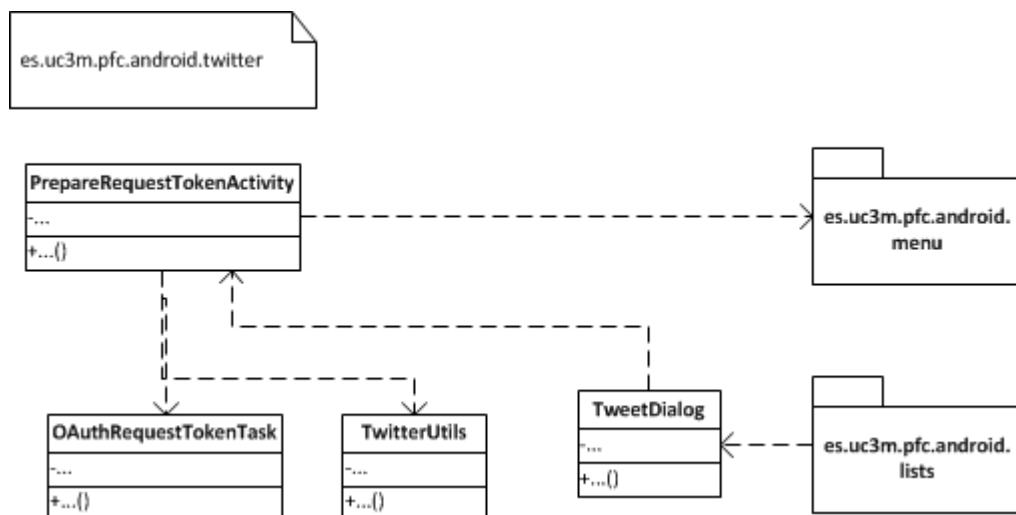 es.uc3m.pfc.android.twitter
PrepareRequestTokenActivity
-...
+...()
es.uc3m.pfc.android.
menu
OAuthRequestTokenTask
-...
+...()
TwitterUtils
-...
+...()
TweetDialog
-...
+...()
es.uc3m.pfc.android.
lists